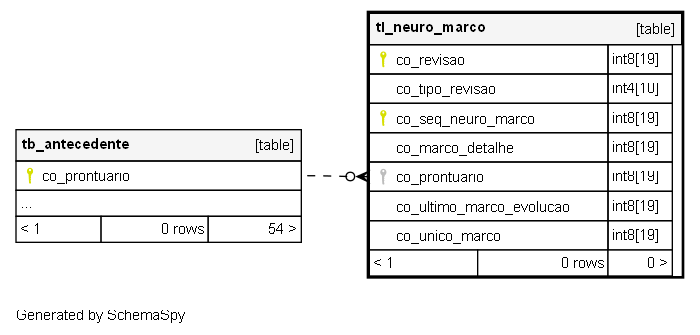 tl_neuro_marco [table]
co_revisao int8[19]
co_tipo_revisao int4[10]
co_seq_neuro_marco int8[19]
co_marco_detalhe int8[19]
co_prontuario int8[19]
co_ultimo_marco_evolucao int8[19]
co_unico_marco int8[19]
< 1 0 rows 0 >
tb_antecedente [table]
co_prontuario
...
< 1 0 rows 54 >
Generated by SchemaSpy